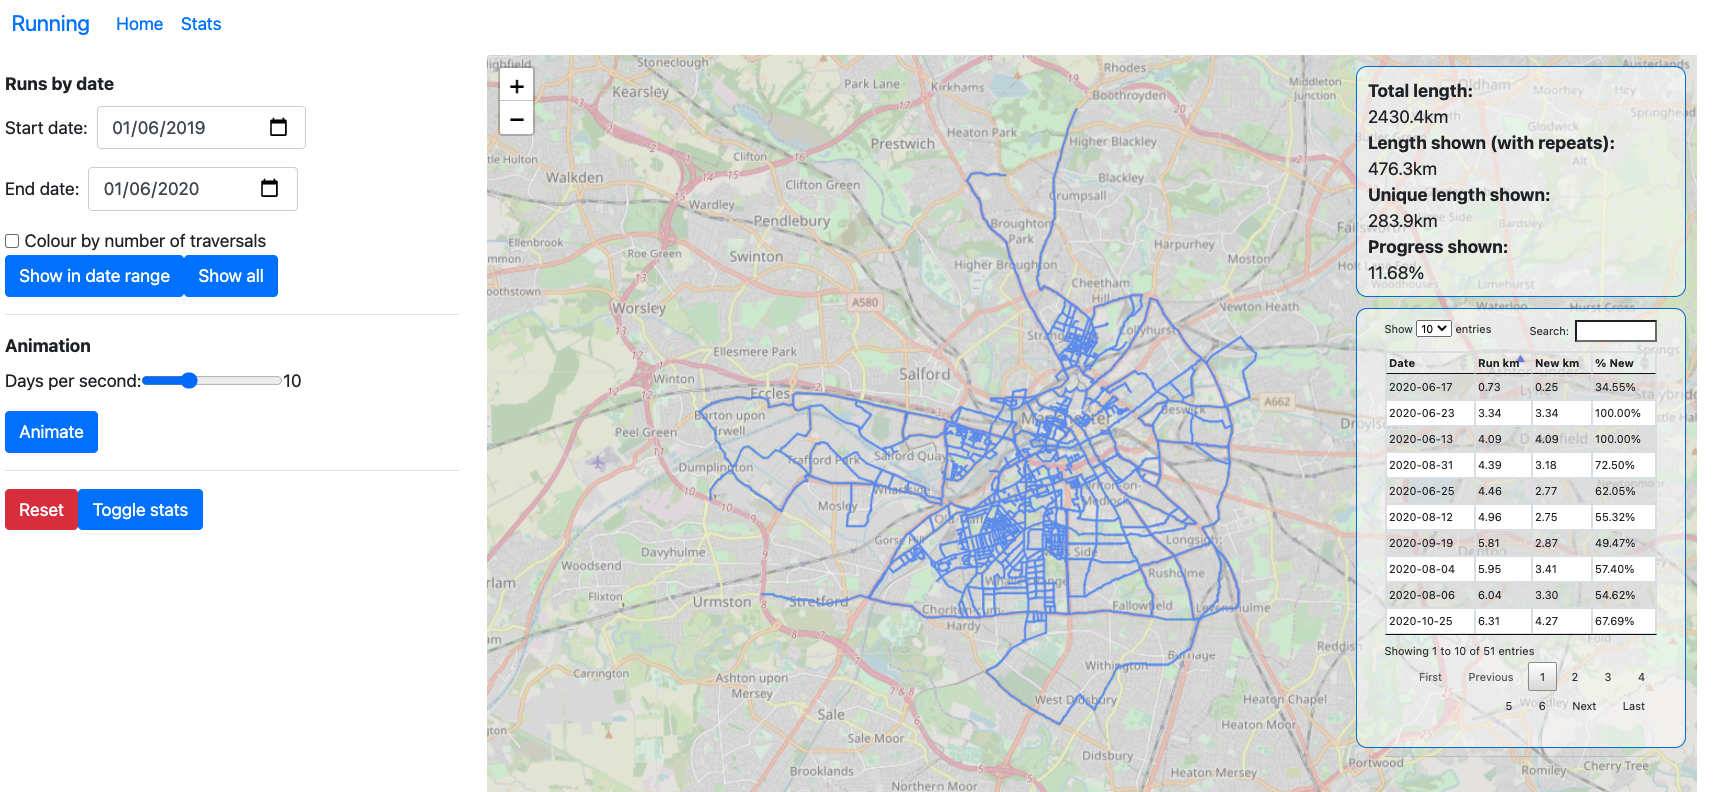 Running Home Stats
Runs by date
Start date: 01/06/2019
End date: 01/06/2020
Colour by number of traversals
Show in date range Show all
Animation
Days per second: 10
Animate
Reset Toggle stats
+
−
Total length:
2430.4km
Length shown (with repeats):
476.3km
Unique length shown:
283.9km
Progress shown:
11.68%
Show 10 entries Search:
Date Run km New km % New
2020-06-17 0.73 0.25 34.55%
2020-06-23 3.34 3.34 100.00%
2020-06-13 4.09 4.09 100.00%
2020-08-31 4.39 3.18 72.50%
2020-06-25 4.46 2.77 62.05%
2020-08-12 4.96 2.75 55.32%
2020-09-19 5.81 2.87 49.47%
2020-08-04 5.95 3.41 57.40%
2020-08-06 6.04 3.30 54.62%
2020-10-25 6.31 4.27 67.69%
Showing 1 to 10 of 51 entries
First Previous 1 2 3 4
5 6 Next Last
Stoneclough
Kearsley
Park Lane
Kirkhams
Rhodes
Boothroyden
Middleton
Junction
Austerlands
Heaton Park
Higher Blackley
Prestwich
Clifton
Walkden
Clifton Green
Blackley
Crumpsall
Wardley
Pendlebury
Broughton
Park
Ellenbrook
Roe Green
Swinton
Harpurhey
Higher Broughton
Moston
Cheetham
Hill
Worsley
A580
New Moston
Newton Heath
Collyhurst
Ellesmere Park
Salford
Winton
Eccles
Barton upon
Irwell
Peel Green
Beswick
A662
Dumplington
Trafford Park
Salford Quays
Mosley
Gorse Hill
Davyhulme
Woodsend
Flixton
Urmston
Stretford
Longsight
Rusholme
Fallowfield
Levenshulme
Chorlton-cum-
Hardy
Withington
Burnage
Reddish
Carrington
Ashton upon
Mersey
7&8
West Didsbury
Heaton Chapel
Sale
Heaton Moor
Sale Moor
Didsbury
Brooklands
Northern Moor
Heaton Mersey
Portwood
Romiley
Cherry Tree